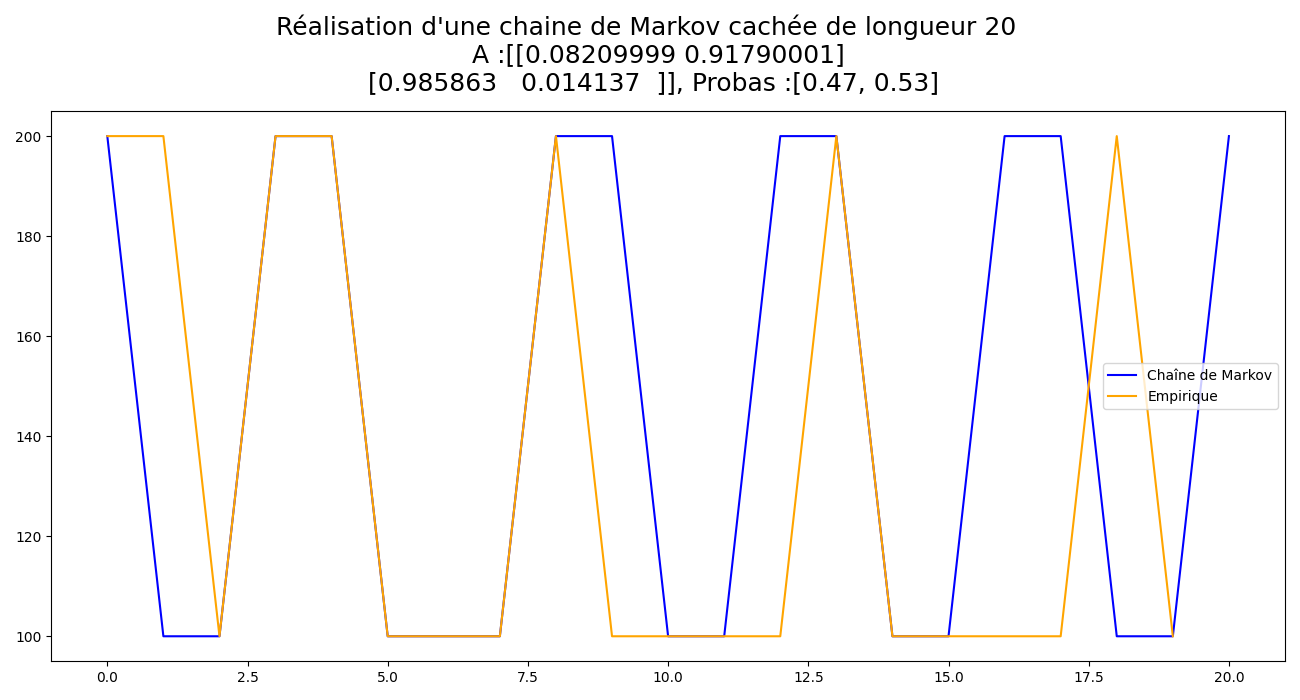 Réalisation d'une chaine de Markov cachée de longueur 20
A :[[0.08209999 0.91790001]
[0.985863   0.014137  ]], Probas :[0.47, 0.53]
200
180
160
140
120
100
Chaîne de Markov
Empirique
0.0 2.5 5.0 7.5 10.0 12.5 15.0 17.5 20.0